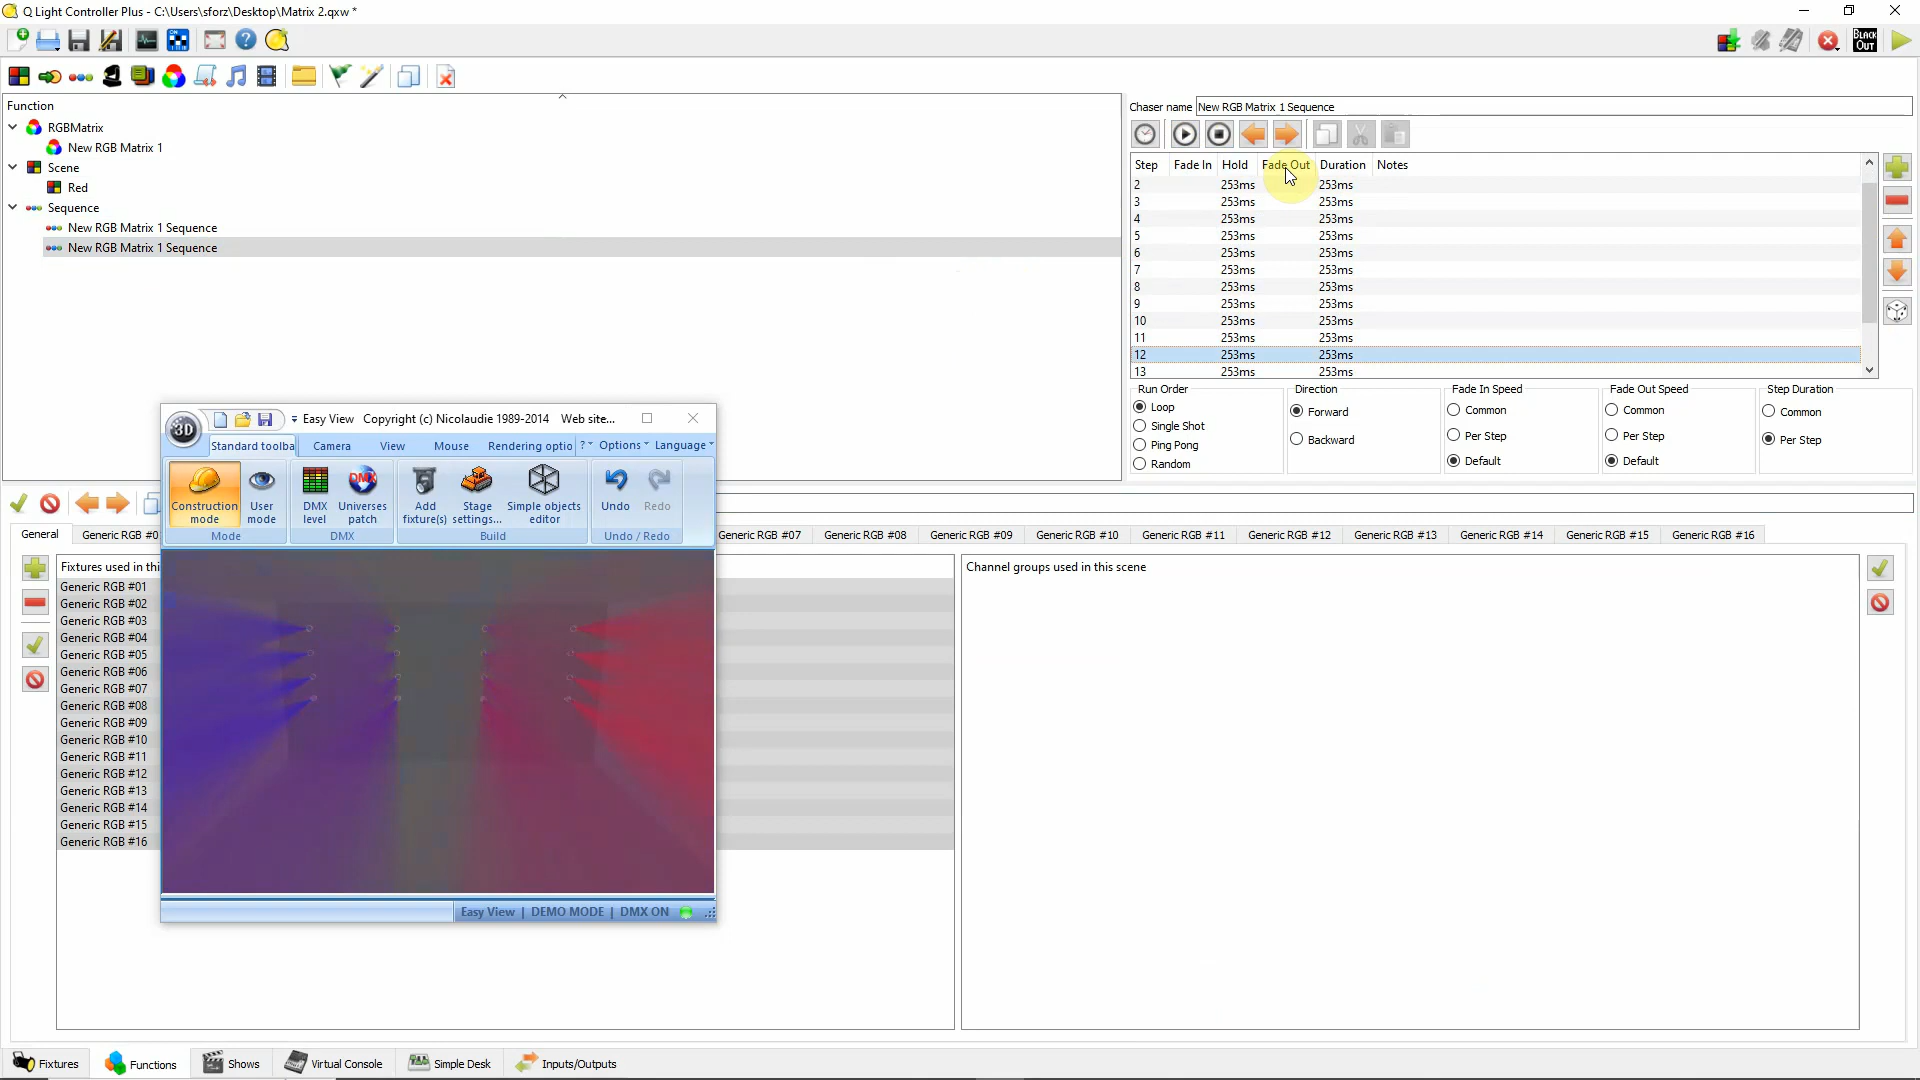 Q Light Controller Plus - C:\Users\sforz\Desktop\Matrix 2.qxw *
ON
BLACK OUT
Function
RGBMatrix
New RGB Matrix 1
Scene
Red
Sequence
New RGB Matrix 1 Sequence
New RGB Matrix 1 Sequence
Chaser name New RGB Matrix 1 Sequence
Step Fade In Hold Fade Out Duration Notes
2 253ms 253ms
3 253ms 253ms
4 253ms 253ms
5 253ms 253ms
6 253ms 253ms
7 253ms 253ms
8 253ms 253ms
9 253ms 253ms
10 253ms 253ms
11 253ms 253ms
12 253ms 253ms
13 253ms 253ms
Run Order Direction Fade In Speed Fade Out Speed Step Duration
Loop Forward Common Common Common
Single Shot
Ping Pong Backward Per Step Per Step Per Step
Random Default Default
3D Easy View Copyright (c) Nicolaudie 1989-2014 Web site...
Standard toolba Camera View Mouse Rendering optio ? Options Language
DMX
Construction mode User mode DMX level Universes patch Add fixture(s) Stage settings... Simple objects editor Undo Redo
Mode DMX Build Undo / Redo
Easy View | DEMO MODE | DMX ON
General Generic RGB #0 Generic RGB #07 Generic RGB #08 Generic RGB #09 Generic RGB #10 Generic RGB #11 Generic RGB #12 Generic RGB #13 Generic RGB #14 Generic RGB #15 Generic RGB #16
Fixtures used in thi
Channel groups used in this scene
Generic RGB #01
Generic RGB #02
Generic RGB #03
Generic RGB #04
Generic RGB #05
Generic RGB #06
Generic RGB #07
Generic RGB #08
Generic RGB #09
Generic RGB #10
Generic RGB #11
Generic RGB #12
Generic RGB #13
Generic RGB #14
Generic RGB #15
Generic RGB #16
Fixtures Functions Shows Virtual Console Simple Desk Inputs/Outputs